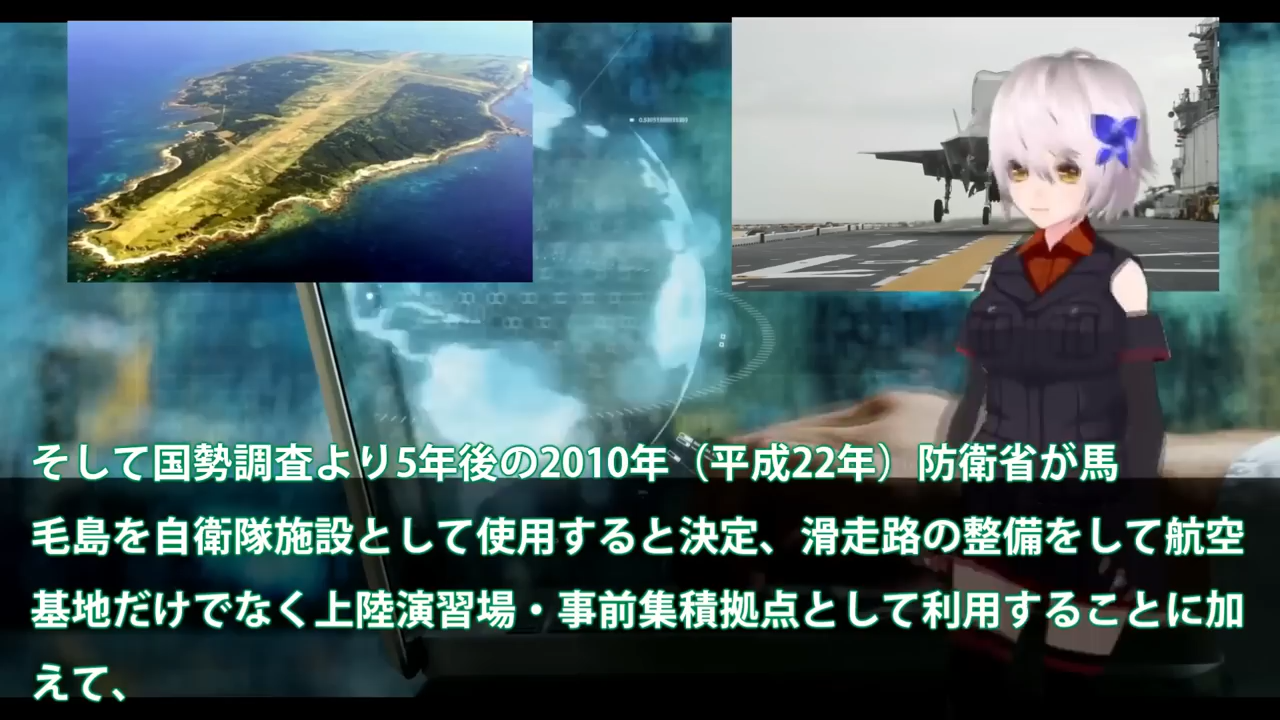 そして国勢調査より5年後の2010年（平成22年）防衛省が馬
毛島を自衛隊施設として使用すると決定、滑走路の整備をして航空
基地だけでなく上陸演習場・事前集積拠点として利用することに加
えて、